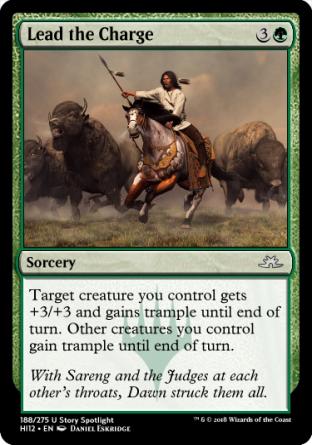 Lead the Charge 3
Sorcery
Target creature you control gets
+3/+3 and gains trample until end of
turn. Other creatures you control
gain trample until end of turn.
With Sareng and the Judges at each
other's throats, Dawn struck them all.
188/275 U Story Spotlight
HI12 • EN DANIEL ESKRIDGE
™ & © 2018 Wizards of the Coast